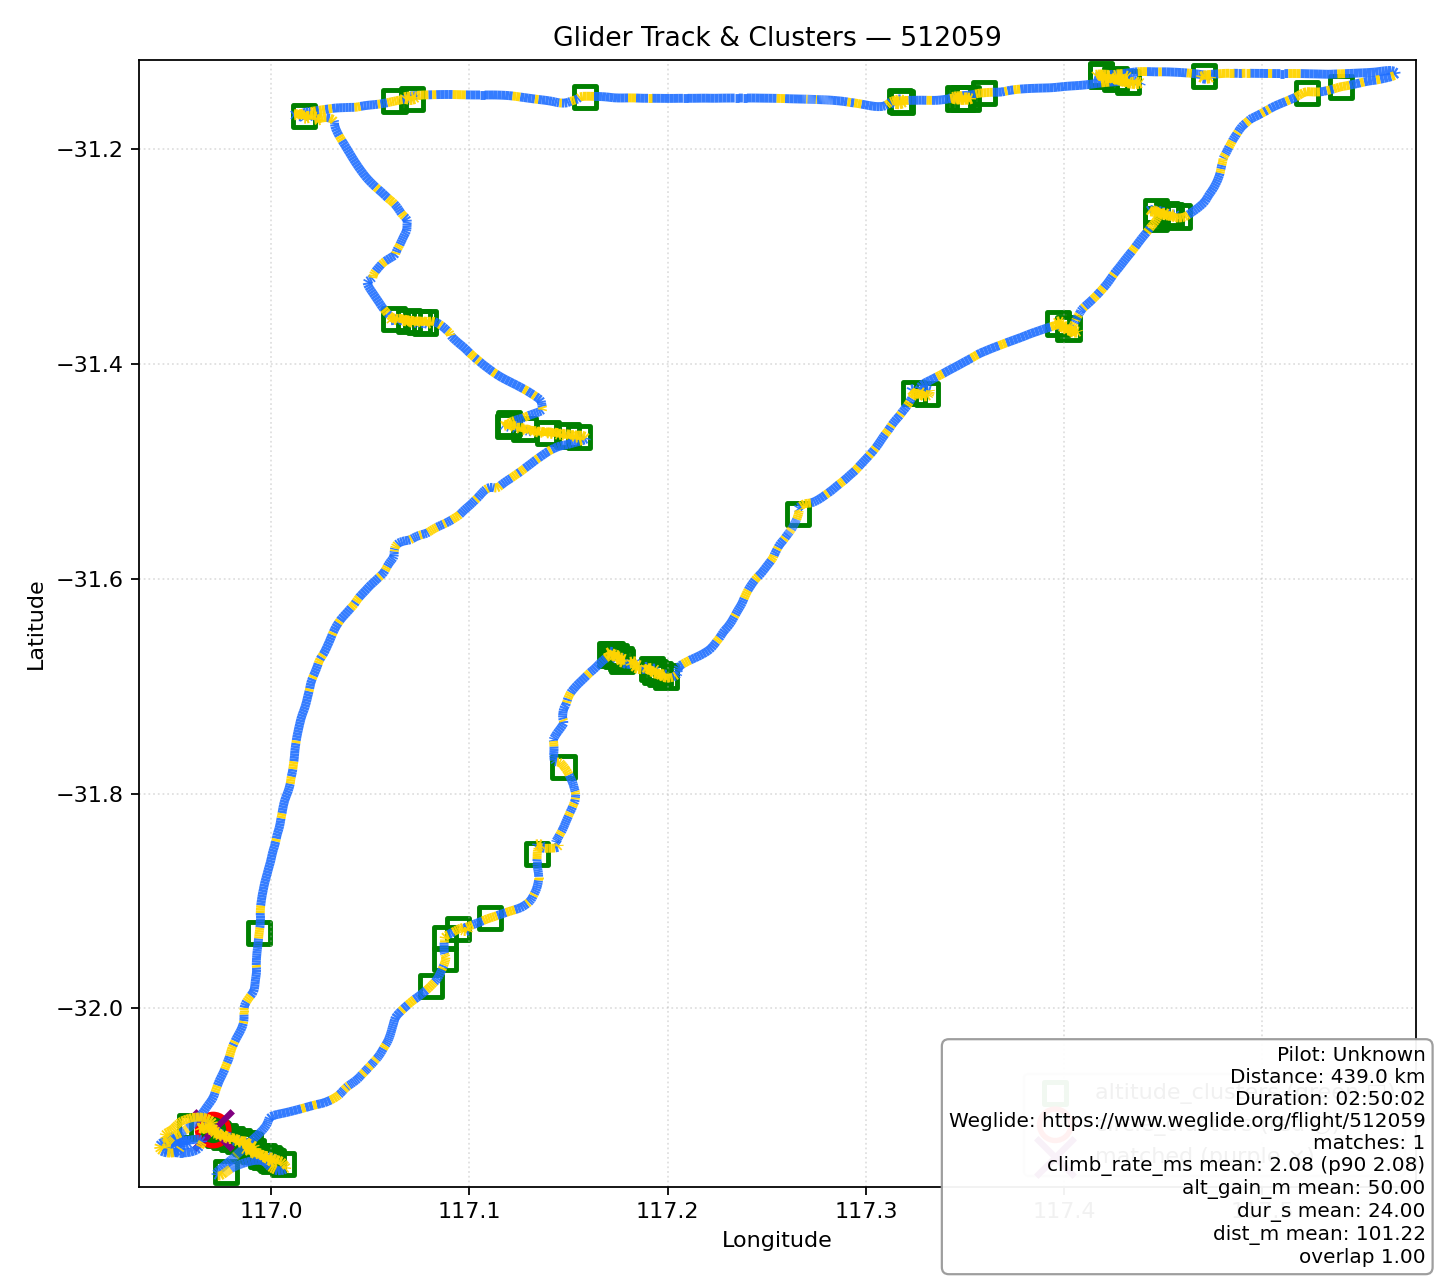 Glider Track & Clusters — 512059
Latitude
−31.2
−31.4
−31.6
−31.8
−32.0
117.0
117.1
117.2
117.3
117.4
Longitude
altitude_clusters
matched (purple
Pilot: Unknown
Distance: 439.0 km
Duration: 02:50:02
Weglide: https://www.weglide.org/flight/512059
matches: 1
climb_rate_ms mean: 2.08 (p90 2.08)
alt_gain_m mean: 50.00
dur_s mean: 24.00
dist_m mean: 101.22
overlap 1.00